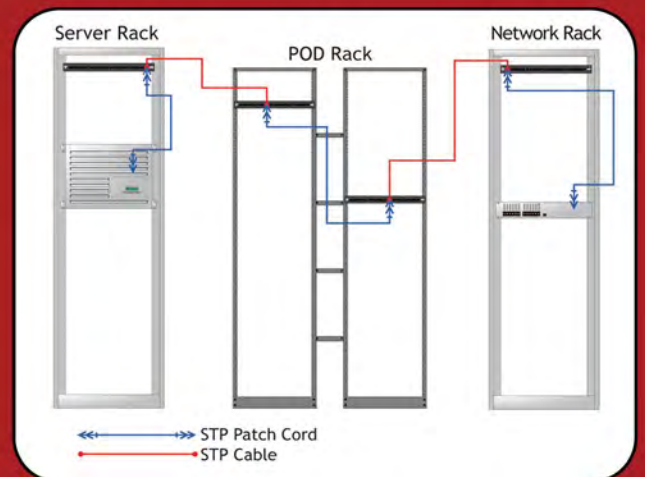 Server Rack
POD Rack
Network Rack
STP Patch Cord
STP Cable